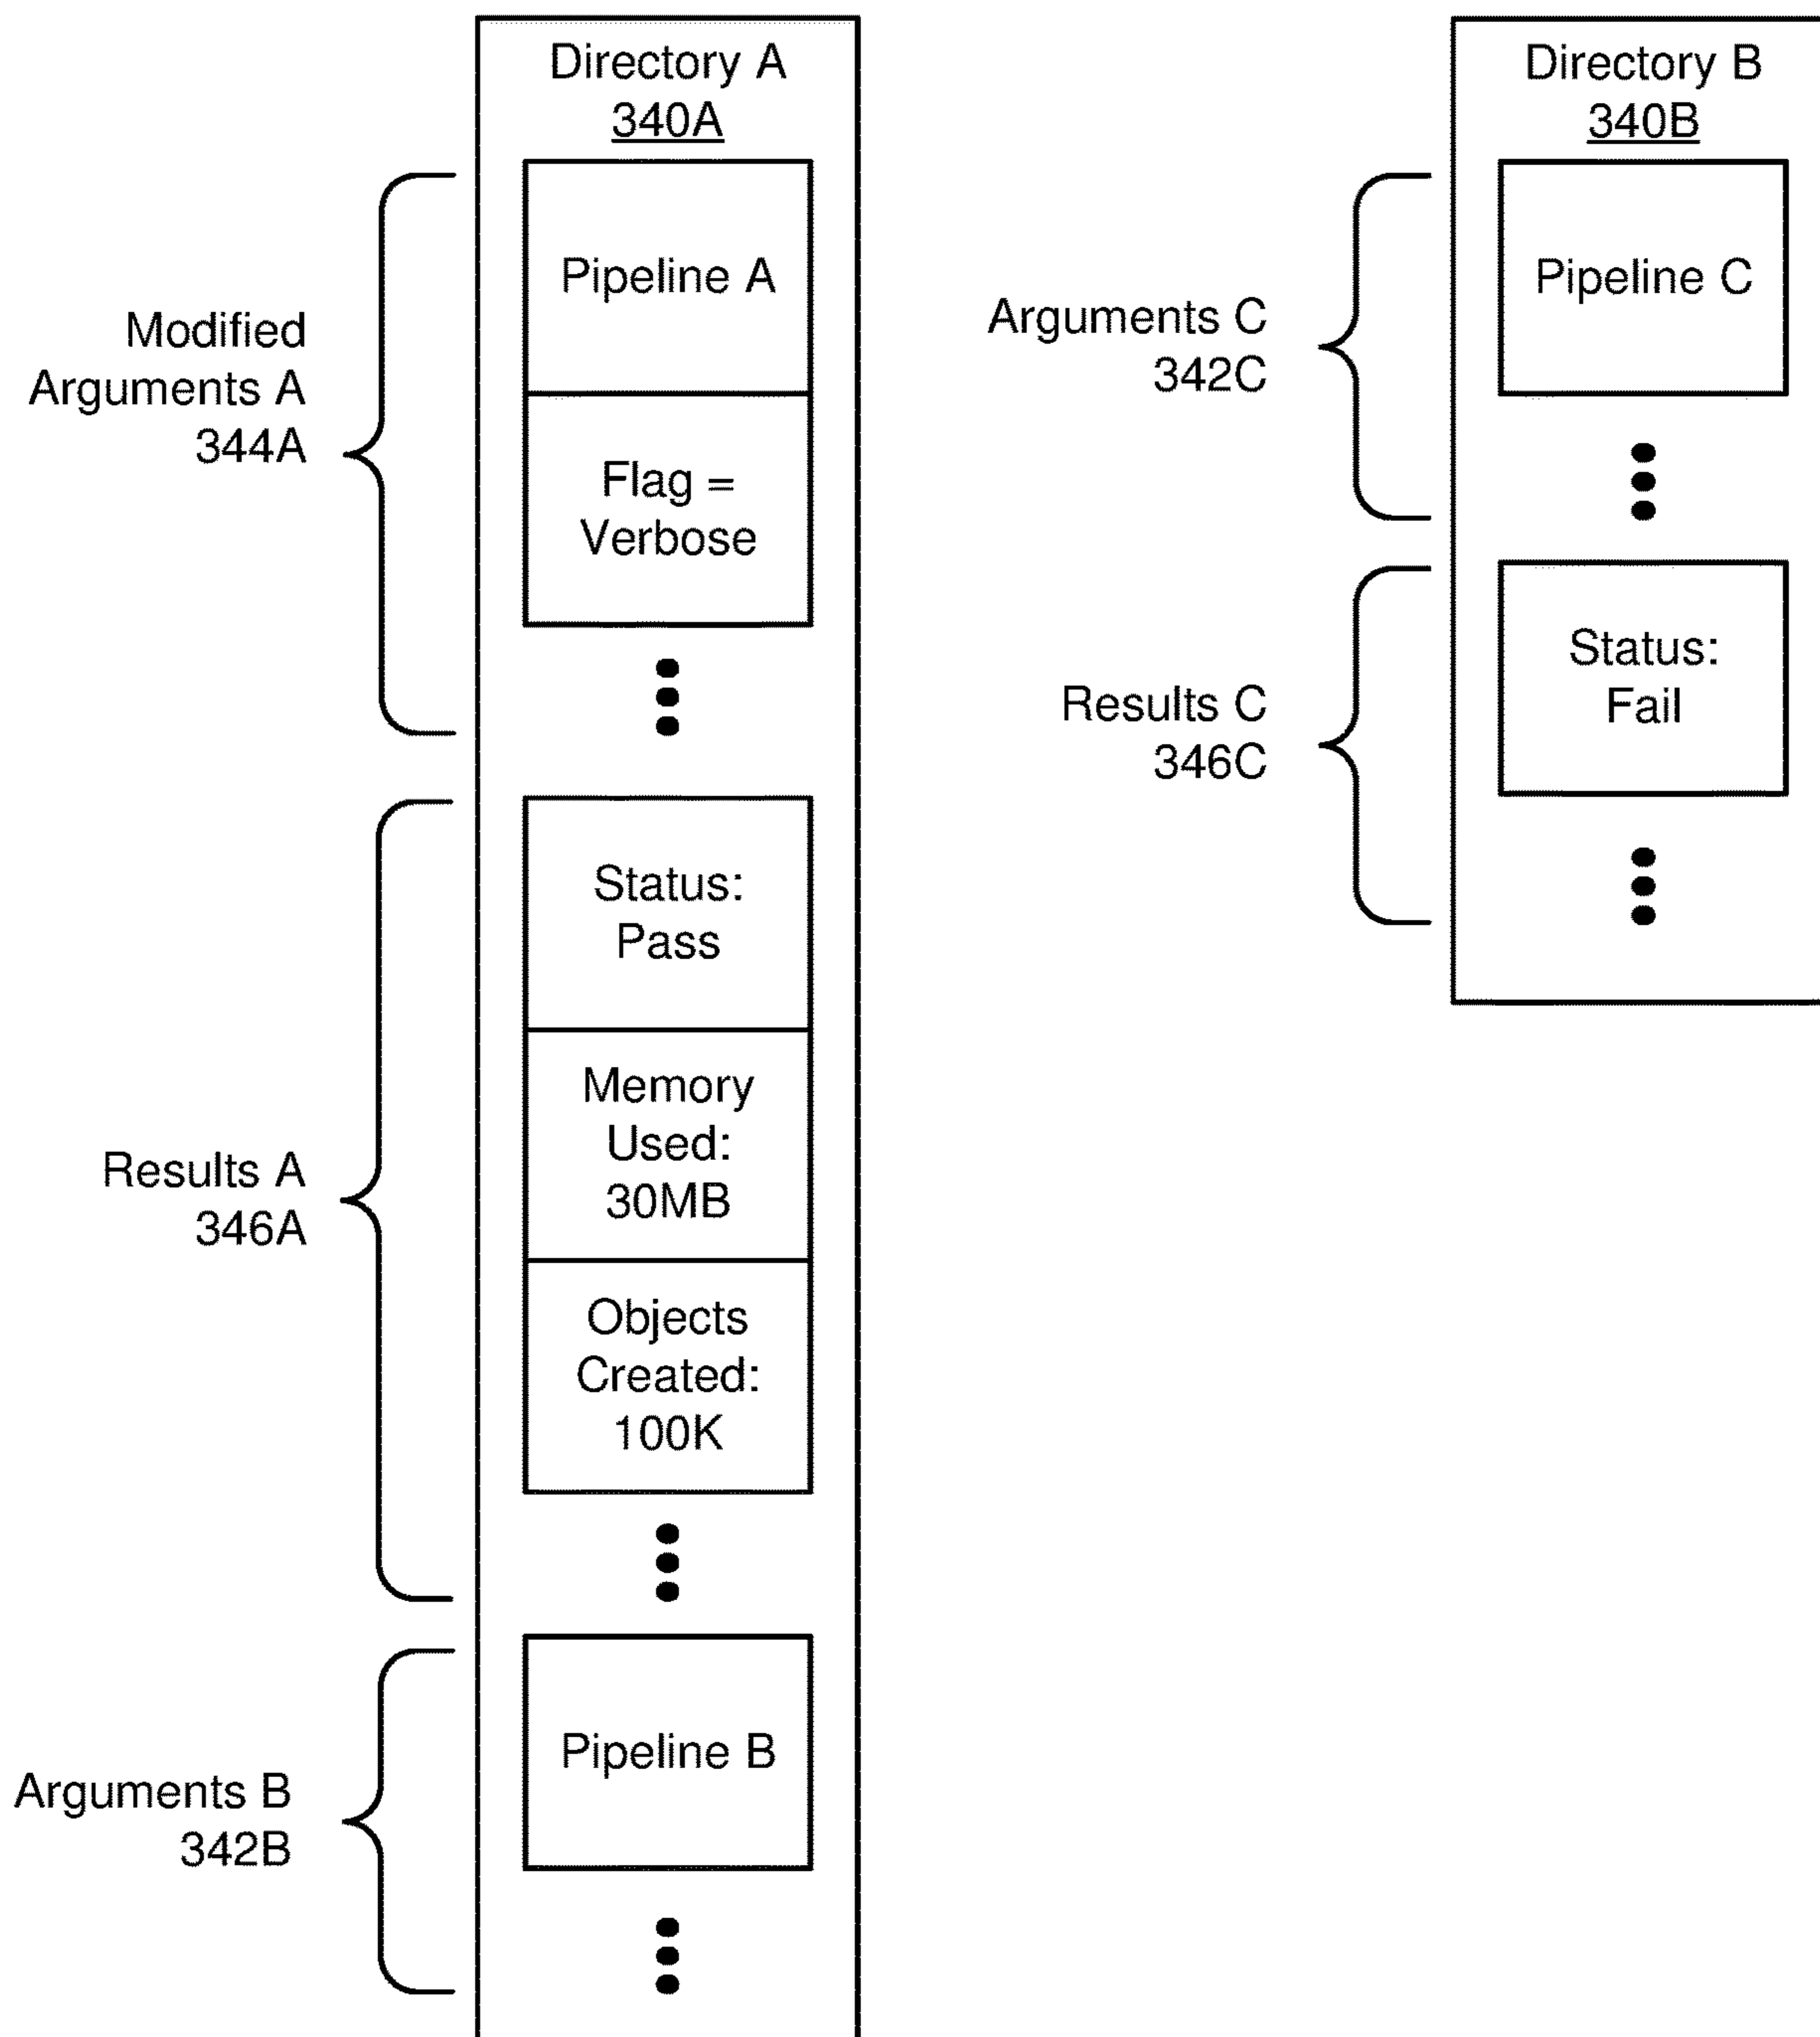 Directory A
340A
Modified
Arguments A
344A
Pipeline A
Flag =
Verbose
Results A
346A
Status:
Pass
Memory
Used:
30MB
Objects
Created:
100K
Arguments B
342B
Pipeline B
Directory B
340B
Arguments C
342C
Pipeline C
Results C
346C
Status:
Fail